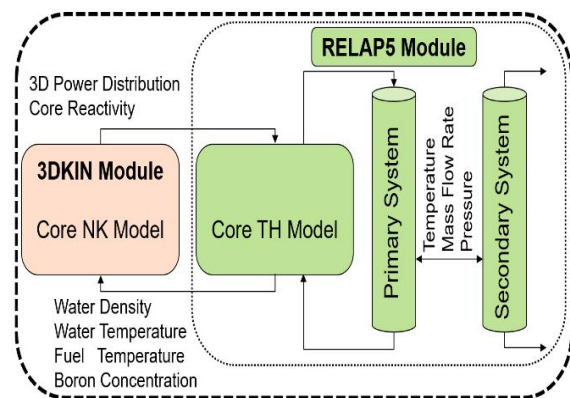 RELAP5 Module
3D Power Distribution
Core Reactivity
3DKIN Module
Core NK Model
Core TH Model
Primary System
Temperature
Mass Flow Rate
Pressure
Secondary System
Water Density
Water Temperature
Fuel Temperature
Boron Concentration